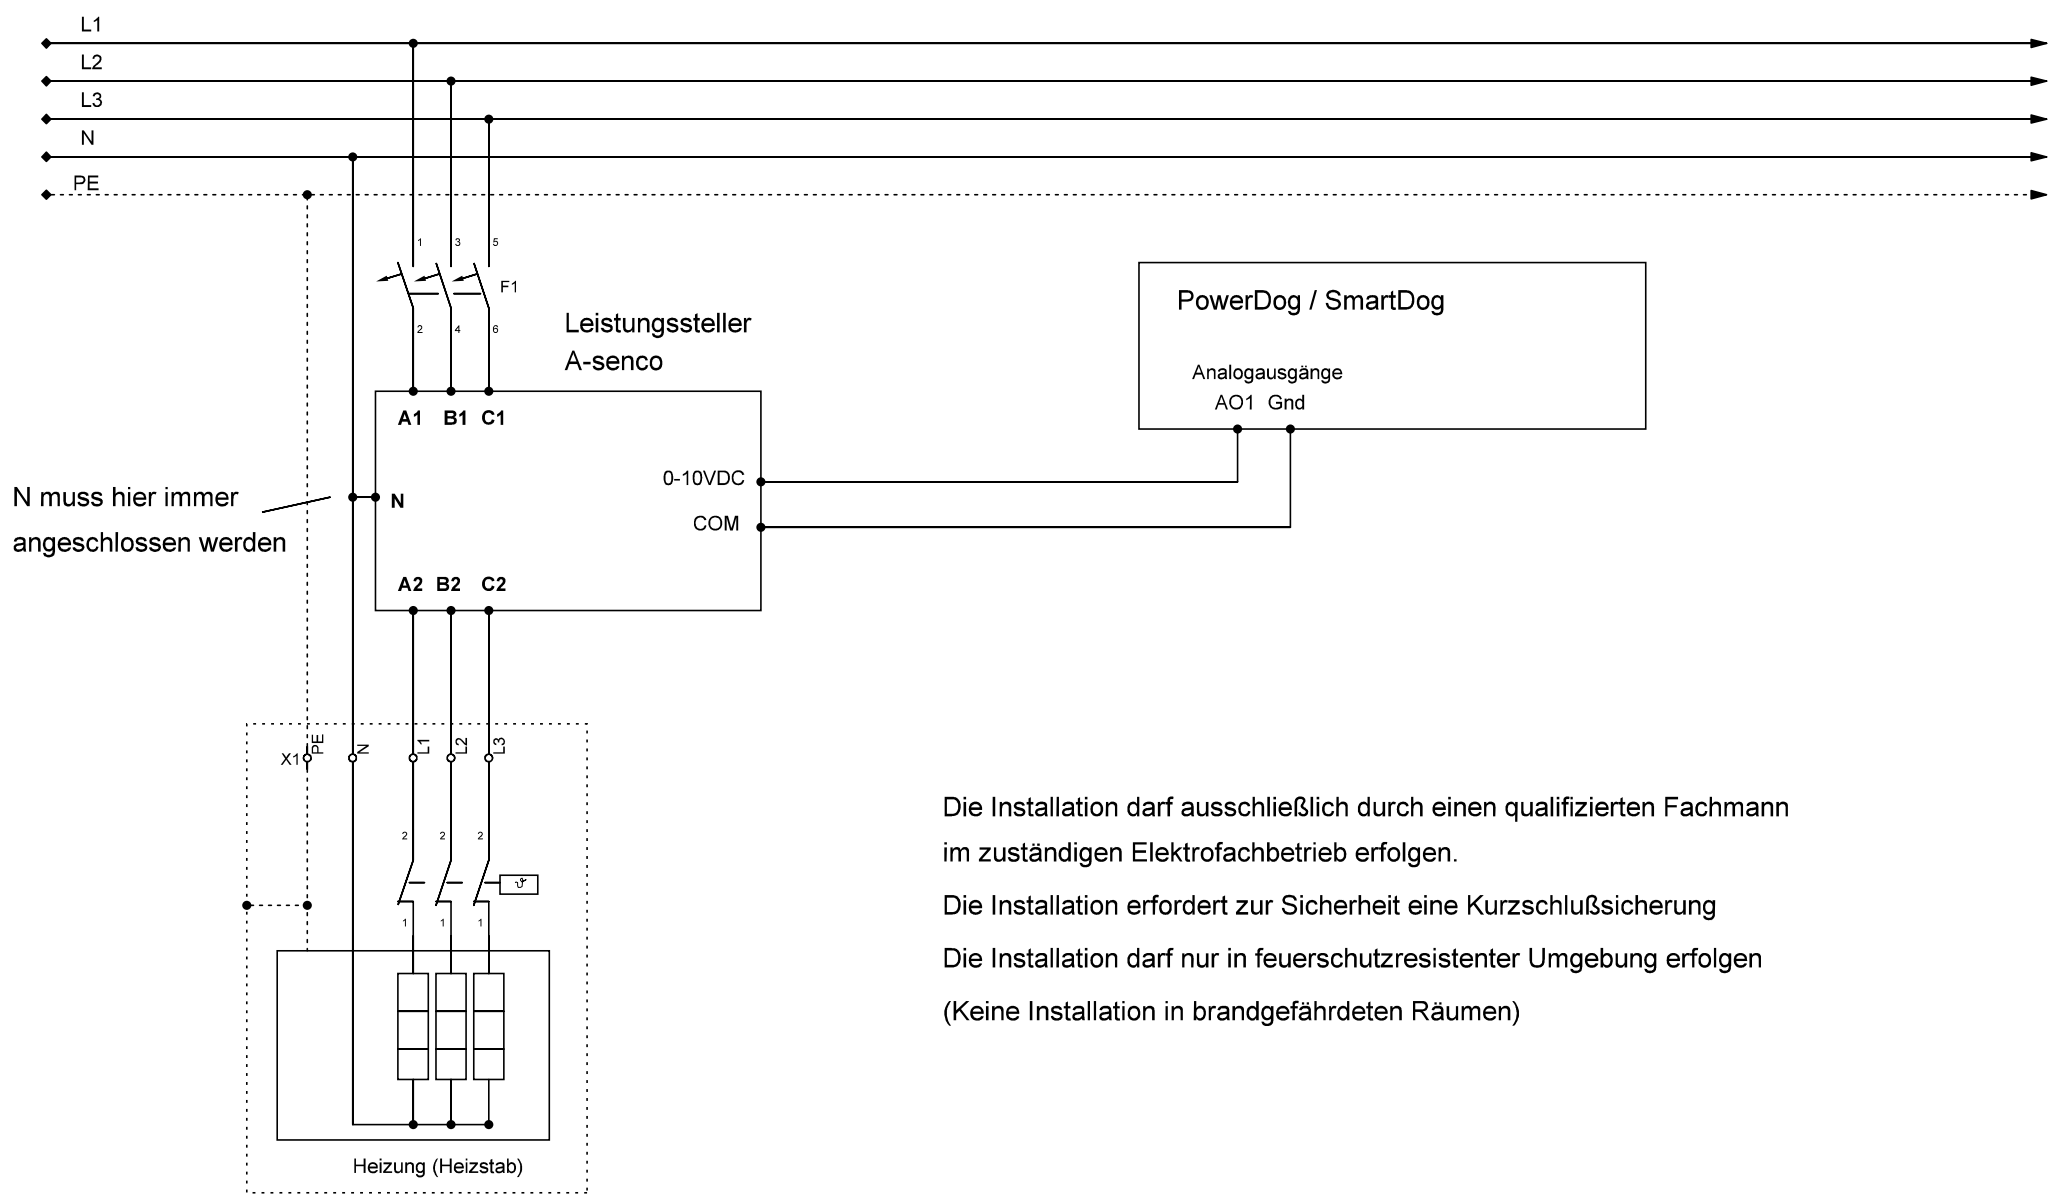 L1
L2
L3
N
PE
1 3 5
F1
2 4 6
Leistungssteller
A-senco
PowerDog / SmartDog
Analogausgänge
AO1 Gnd
A1 B1 C1
0-10VDC
N
COM
A2 B2 C2
N muss hier immer
angeschlossen werden
X1 PE N L1 L2 L3
2 2 2
ϑ
1 1 1
Heizung (Heizstab)
Die Installation darf ausschließlich durch einen qualifizierten Fachmann
im zuständigen Elektrofachbetrieb erfolgen.
Die Installation erfordert zur Sicherheit eine Kurzschlußsicherung
Die Installation darf nur in feuerschutzresistenter Umgebung erfolgen
(Keine Installation in brandgefährdeten Räumen)